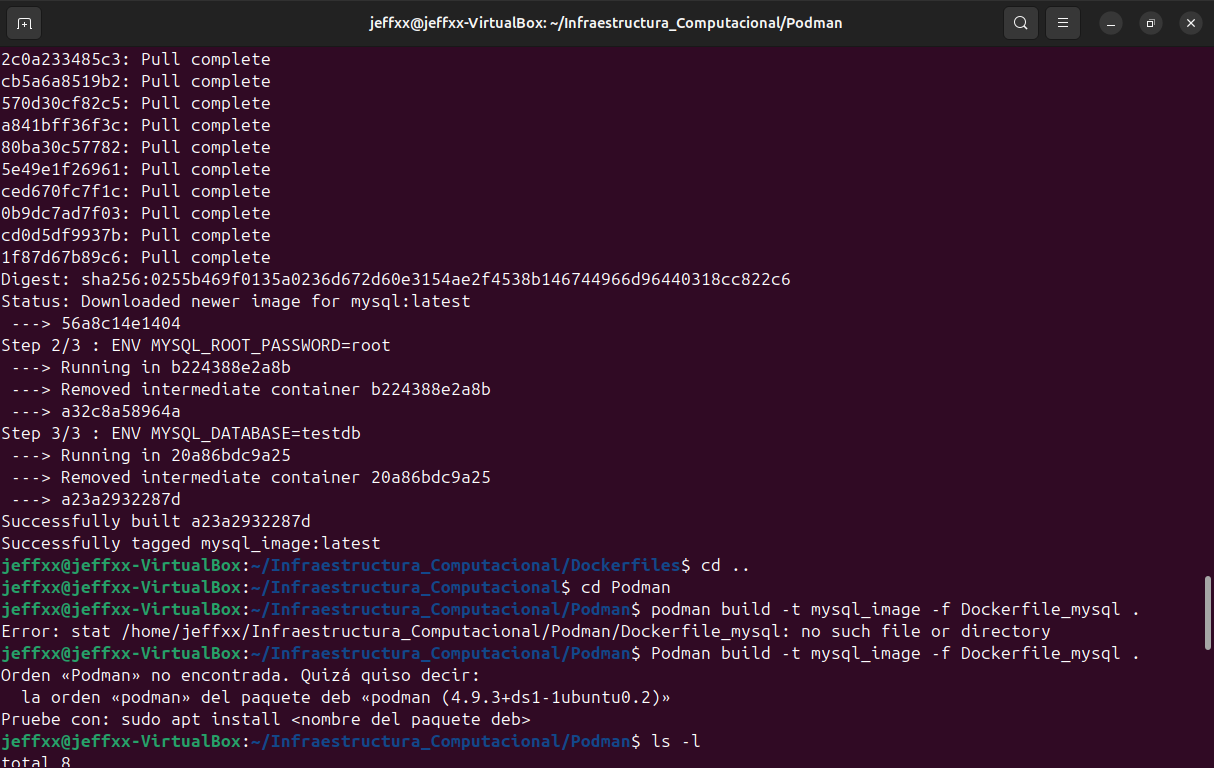 jeffxx@jeffxx-VirtualBox: ~/Infraestructura_Computacional/Podman
2c0a233485c3: Pull complete
cb5a6a8519b2: Pull complete
570d30cf82c5: Pull complete
a841bff36f3c: Pull complete
80ba30c57782: Pull complete
5e49e1f26961: Pull complete
ced670fc7f1c: Pull complete
0b9dc7ad7f03: Pull complete
cd0d5df9937b: Pull complete
1f87d67b89c6: Pull complete
Digest: sha256:0255b469f0135a0236d672d60e3154ae2f4538b146744966d96440318cc822c6
Status: Downloaded newer image for mysql:latest
 ---> 56a8c14e1404
Step 2/3 : ENV MYSQL_ROOT_PASSWORD=root
 ---> Running in b224388e2a8b
 ---> Removed intermediate container b224388e2a8b
 ---> a32c8a58964a
Step 3/3 : ENV MYSQL_DATABASE=testdb
 ---> Running in 20a86bdc9a25
 ---> Removed intermediate container 20a86bdc9a25
 ---> a23a2932287d
Successfully built a23a2932287d
Successfully tagged mysql_image:latest
jeffxx@jeffxx-VirtualBox:~/Infraestructura_Computacional/Dockerfiles$ cd ..
jeffxx@jeffxx-VirtualBox:~/Infraestructura_Computacional$ cd Podman
jeffxx@jeffxx-VirtualBox:~/Infraestructura_Computacional/Podman$ podman build -t mysql_image -f Dockerfile_mysql .
Error: stat /home/jeffxx/Infraestructura_Computacional/Podman/Dockerfile_mysql: no such file or directory
jeffxx@jeffxx-VirtualBox:~/Infraestructura_Computacional/Podman$ Podman build -t mysql_image -f Dockerfile_mysql .
Orden «Podman» no encontrada. Quizá quiso decir:
  la orden «podman» del paquete deb «podman (4.9.3+ds1-1ubuntu0.2)»
Pruebe con: sudo apt install <nombre del paquete deb>
jeffxx@jeffxx-VirtualBox:~/Infraestructura_Computacional/Podman$ ls -l
total 8